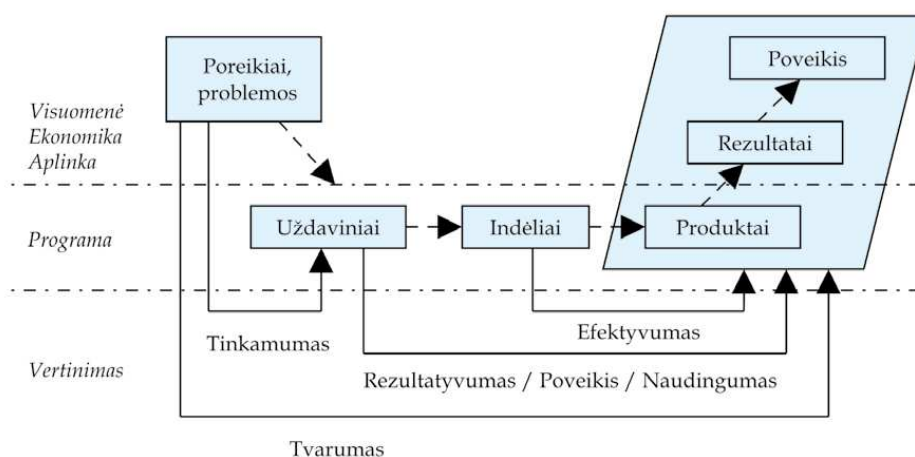 Poreikiai,
problemos
Poveikis
Visuomenė
Ekonomika
Aplinka
Rezultatai
Programa
Uždaviniai
Indėliai
Produktai
Tinkamumas
Efektyvumas
Vertinimas
Rezultatyvumas / Poveikis / Naudingumas
Tvarumas